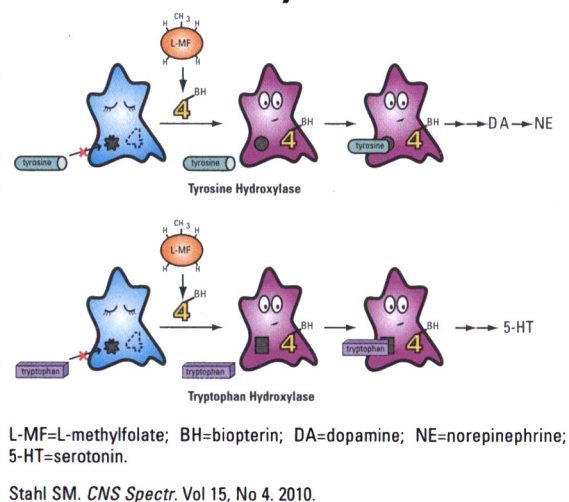 CH3
H H
L-MF
H H
BH
4
BH
4
BH
4
DA NE
tyrosine
tyrosine
tyrosine
Tyrosine Hydroxylase
CH3
H H
L-MF
H H
BH
4
BH
4
BH
4
5-HT
tryptophan
tryptophan
tryptophan
Tryptophan Hydroxylase
L-MF=L-methylfolate; BH=biopterin; DA=dopamine; NE=norepinephrine;
5-HT=serotonin.
Stahl SM. CNS Spectr. Vol 15, No 4. 2010.